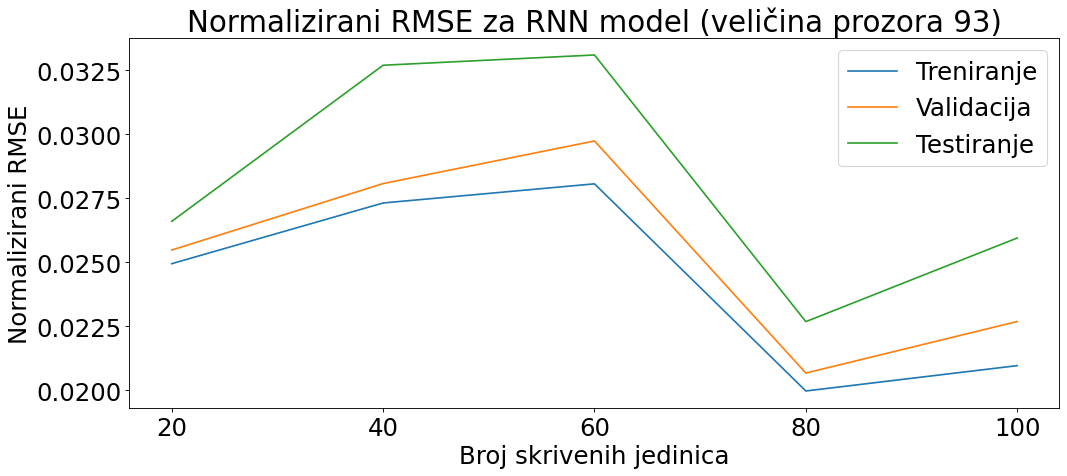 Normalizirani RMSE za RNN model (veličina prozora 93)
Normalizirani RMSE
0.0325
0.0300
0.0275
0.0250
0.0225
0.0200
Treniranje
Validacija
Testiranje
20 40 60 80 100
Broj skrivenih jedinica